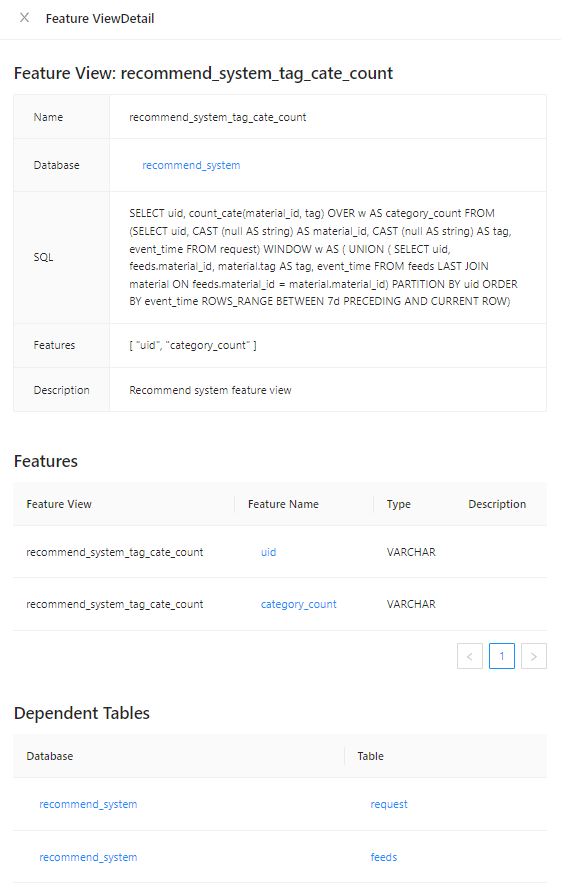 Feature ViewDetail
Feature View: recommend_system_tag_cate_count
Name
recommend_system_tag_cate_count
Database
recommend_system
SQL
SELECT uid, count_cate(material_id, tag) OVER w AS category_count FROM
(SELECT uid, CAST (null AS string) AS material_id, CAST (null AS string) AS tag,
event_time FROM request) WINDOW w AS ( UNION ( SELECT uid,
feeds.material_id, material.tag AS tag, event_time FROM feeds LAST JOIN
material ON feeds.material_id = material.material_id) PARTITION BY uid ORDER
BY event_time ROWS_RANGE BETWEEN 7d PRECEDING AND CURRENT ROW)
Features
[ "uid", "category_count" ]
Description
Recommend system feature view
Features
Feature View
Feature Name
Type
Description
recommend_system_tag_cate_count
uid
VARCHAR
recommend_system_tag_cate_count
category_count
VARCHAR
<
1
>
Dependent Tables
Database
Table
recommend_system
request
recommend_system
feeds